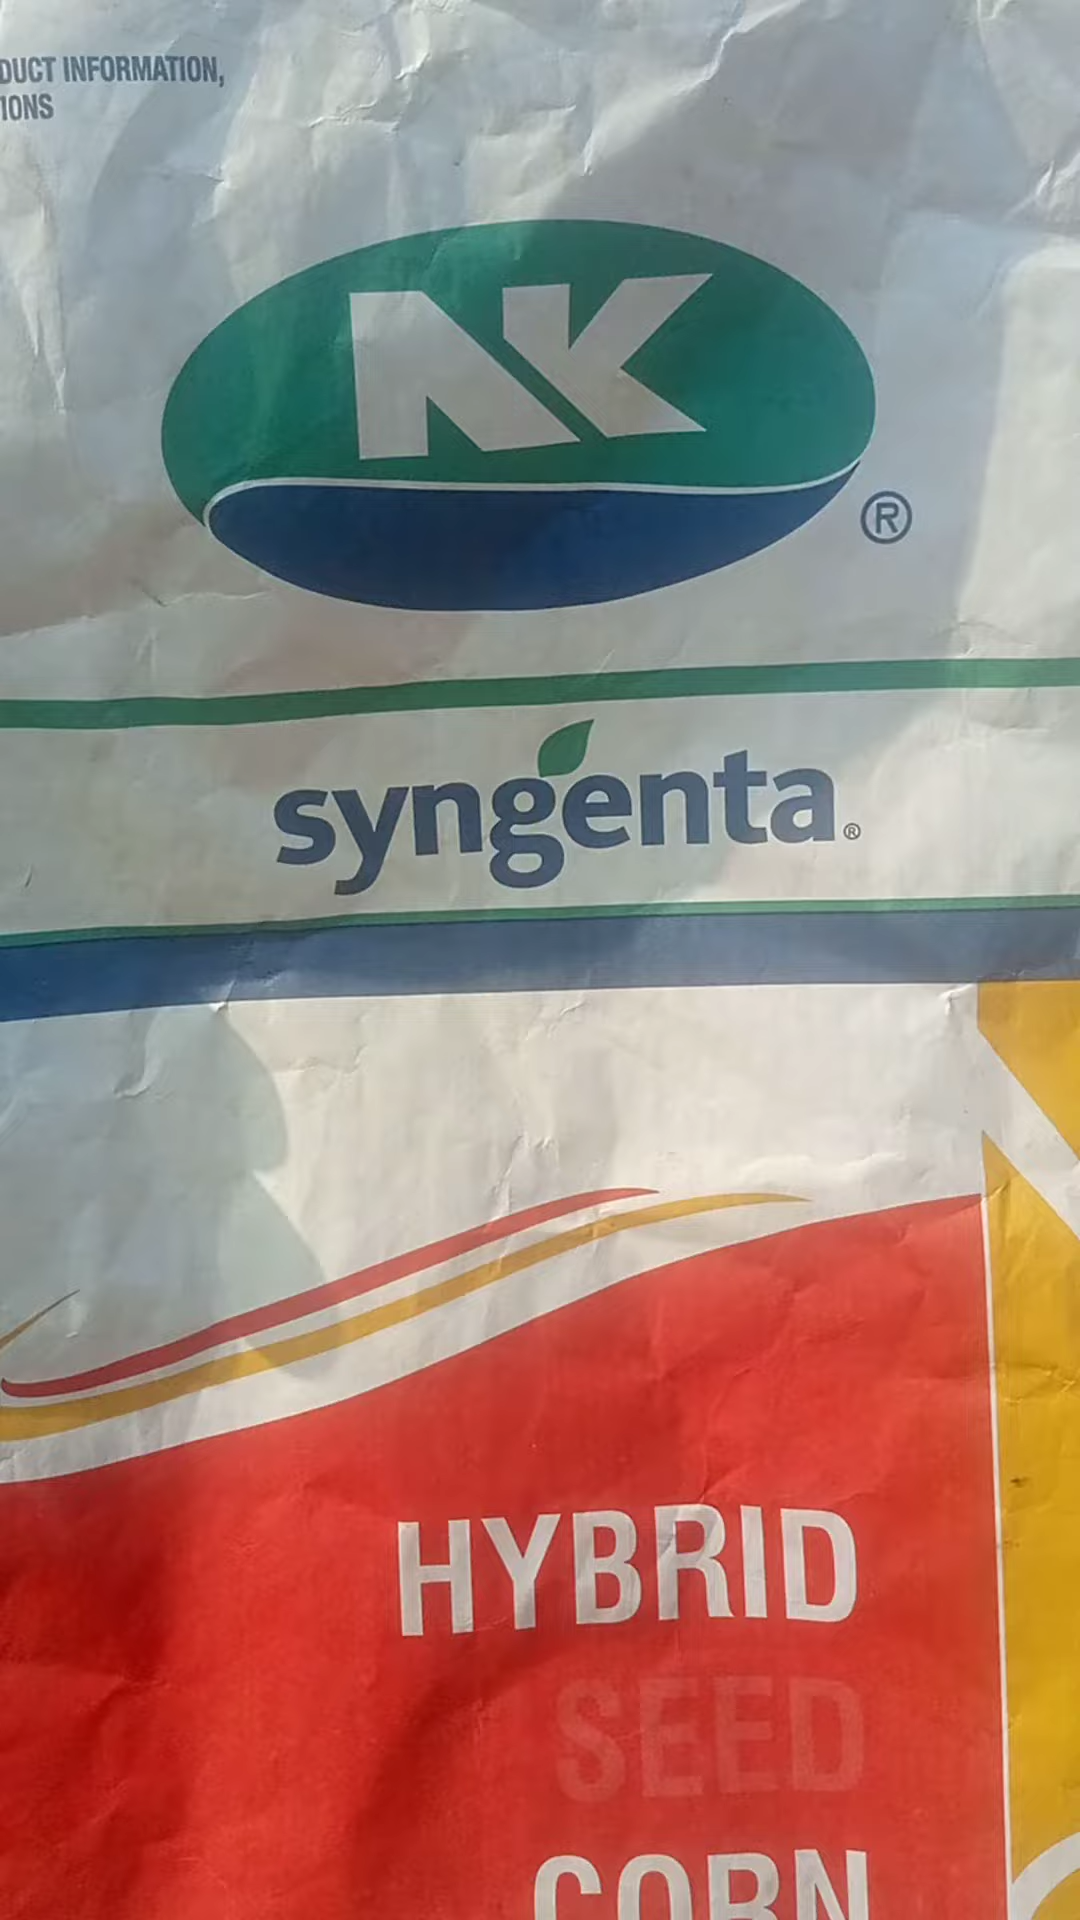 DUCT INFORMATION,
IONS
NK
®
syngenta®
HYBRID
SEED
CORN